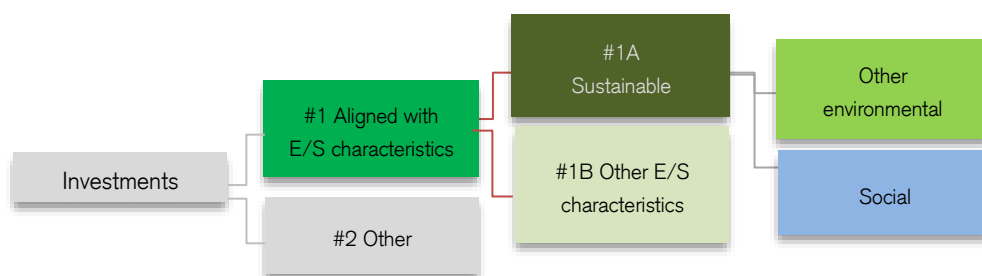 Investments
#1 Aligned with
E/S characteristics
#2 Other
#1A
Sustainable
#1B Other E/S
characteristics
Other
environmental
Social